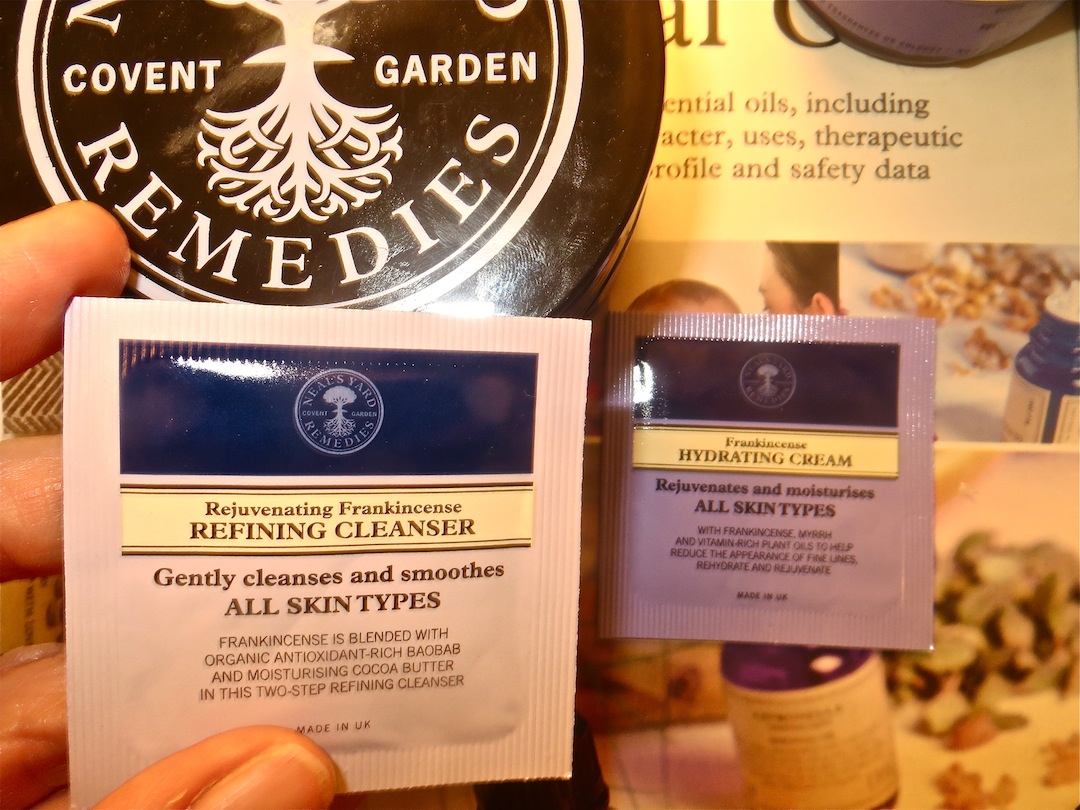 COVENT GARDEN
REMEDIES
ential oils, including
acter, uses, therapeutic
rofile and safety data
NEAL'S YARD
COVENT GARDEN
REMEDIES
Rejuvenating Frankincense
REFINING CLEANSER
Gently cleanses and smoothes
ALL SKIN TYPES
FRANKINCENSE IS BLENDED WITH
ORGANIC ANTIOXIDANT-RICH BAOBAB
AND MOISTURISING COCOA BUTTER
IN THIS TWO-STEP REFINING CLEANSER
MADE IN UK
Frankincense
HYDRATING CREAM
Rejuvenates and moisturises
ALL SKIN TYPES
WITH FRANKINCENSE, MYRRH
AND VITAMIN-RICH PLANT OILS TO HELP
REDUCE THE APPEARANCE OF FINE LINES,
REHYDRATE AND REJUVENATE
MADE IN UK